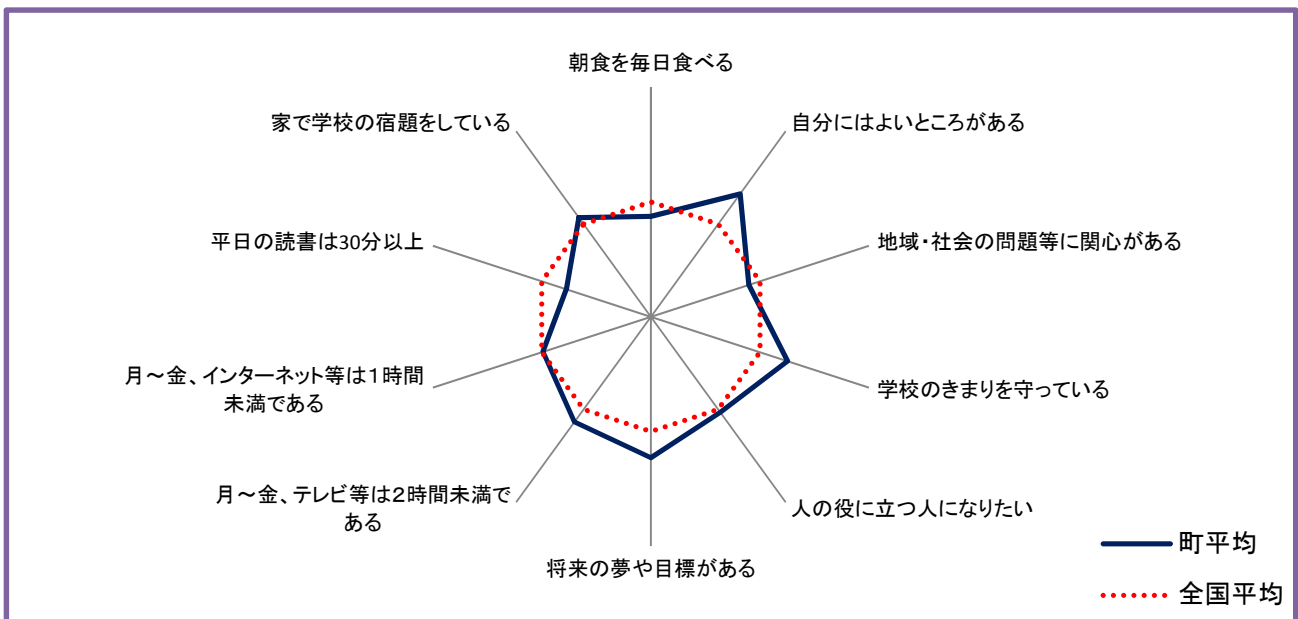 朝食を毎日食べる
自分にはよいところがある
地域・社会の問題等に関心がある
学校のきまりを守っている
人の役に立つ人になりたい
将来の夢や目標がある
月～金、テレビ等は２時間未満で
ある
月～金、インターネット等は１時間
未満である
平日の読書は30分以上
家で学校の宿題をしている
町平均
全国平均